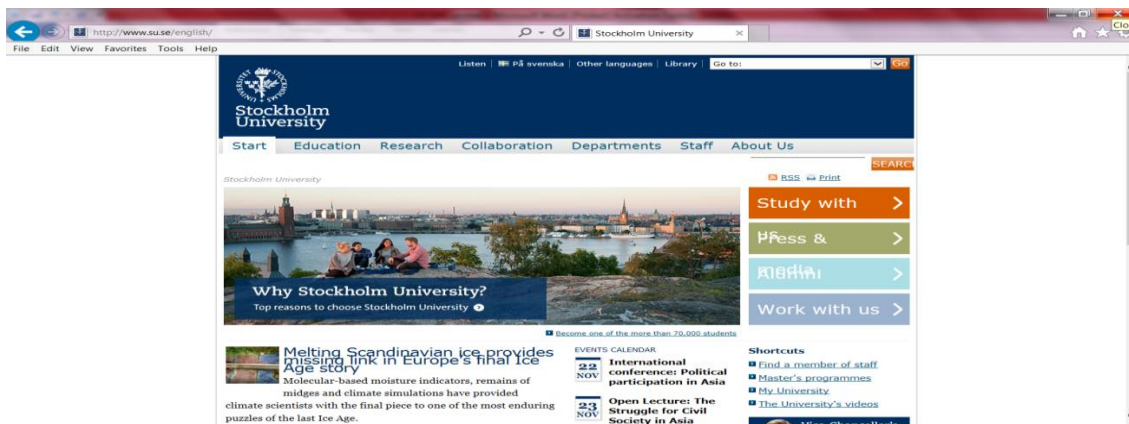 http://www.su.se/english/
Stockholm University
Clo
File Edit View Favorites Tools Help
Listen På svenska Other languages Library Go to: Go
Stockholm
University
Start Education Research Collaboration Departments Staff About Us
SEARC
RSS Print
Stockholm University
Study with us
Press & media
Alumni
Work with us
Why Stockholm University?
Top reasons to choose Stockholm University
Become one of the more than 70,000 students
Melting Scandinavian ice provides
missing link in Europe's final Ice
Age story
Molecular-based moisture indicators, remains of
midges and climate simulations have provided
climate scientists with the final piece to one of the most enduring
puzzles of the last Ice Age.
EVENTS CALENDAR
22
NOV
International
conference: Political
participation in Asia
23
NOV
Open Lecture: The
Struggle for Civil
Society in Asia
Shortcuts
Find a member of staff
Master's programmes
My University
The University's videos